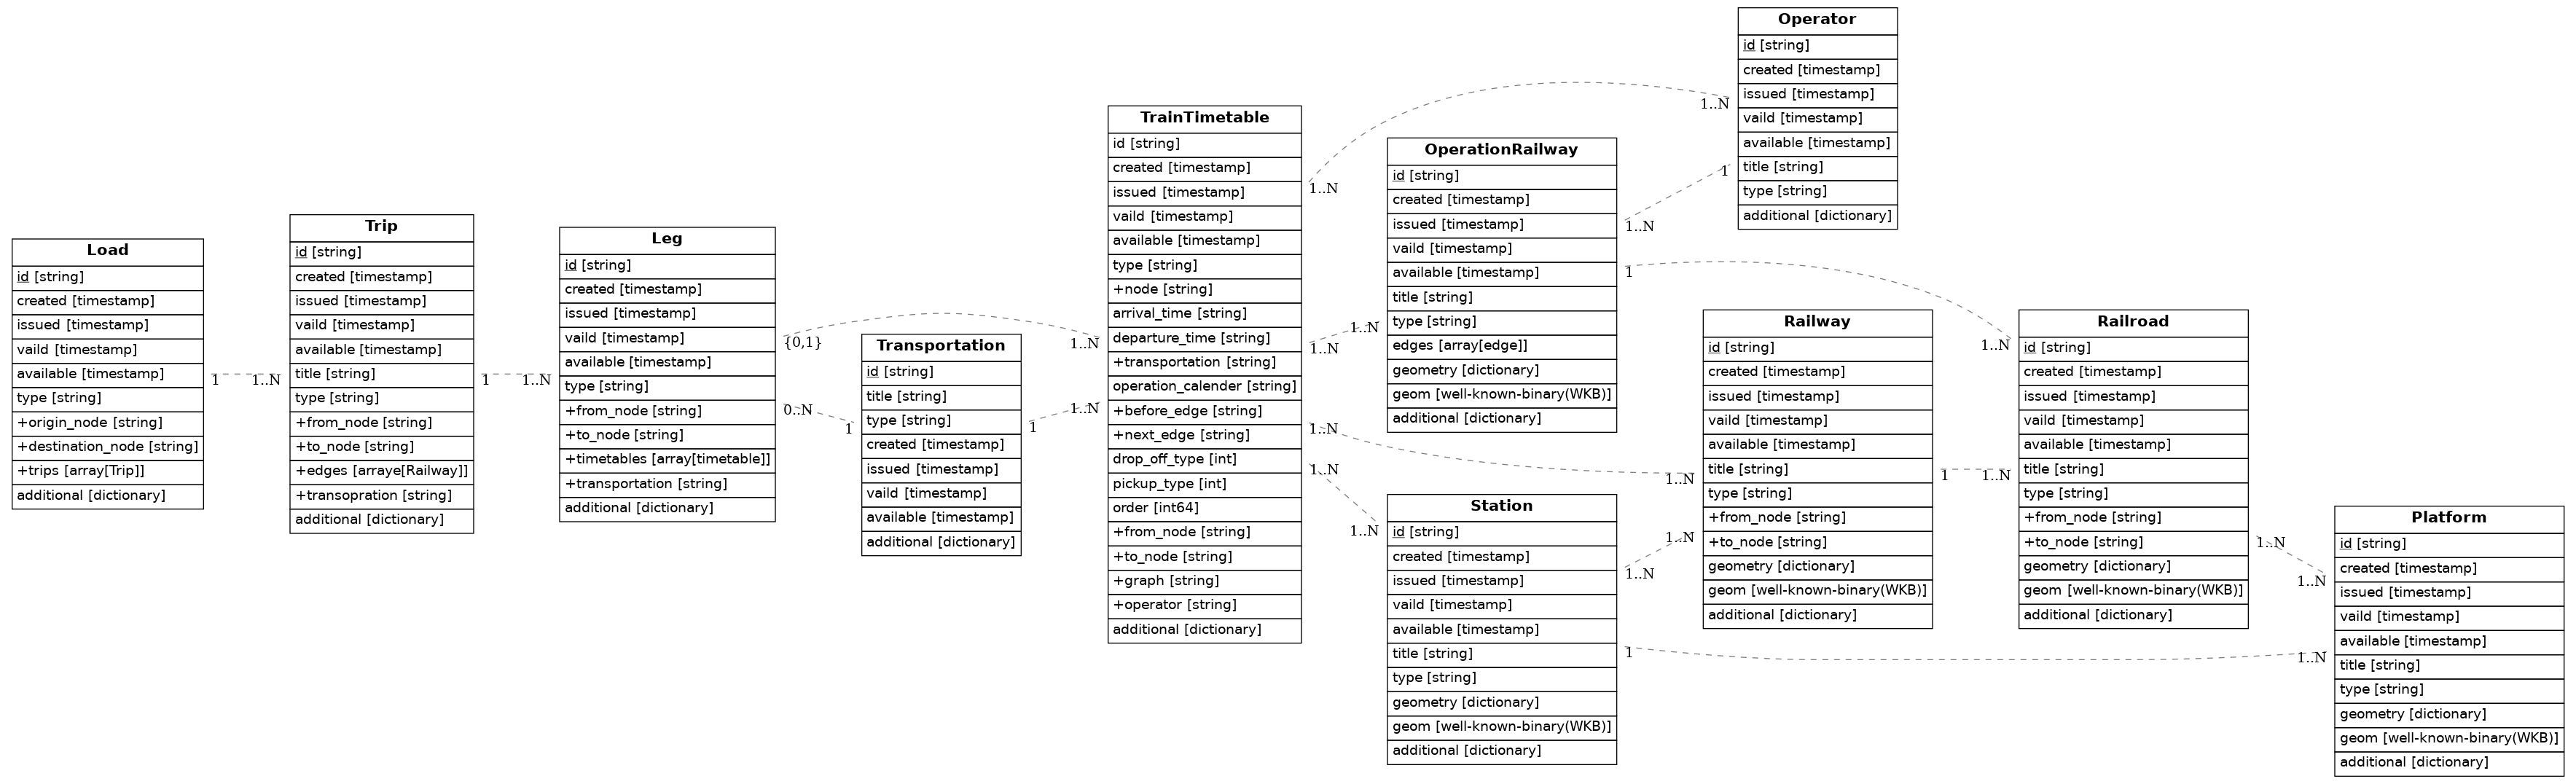 Load
id [string]
created [timestamp]
issued [timestamp]
vaild [timestamp]
available [timestamp]
type [string]
+origin_node [string]
+destination_node [string]
+trips [array[Trip]]
additional [dictionary]
1
1..N
Trip
id [string]
created [timestamp]
issued [timestamp]
vaild [timestamp]
available [timestamp]
title [string]
type [string]
+from_node [string]
+to_node [string]
+edges [arraye[Railway]]
+transopration [string]
additional [dictionary]
1
1..N
Leg
id [string]
created [timestamp]
issued [timestamp]
vaild [timestamp]
available [timestamp]
type [string]
+from_node [string]
+to_node [string]
+timetables [array[timetable]]
+transportation [string]
additional [dictionary]
{0,1}
1..N
0..N
1
Transportation
id [string]
title [string]
type [string]
created [timestamp]
issued [timestamp]
vaild [timestamp]
available [timestamp]
additional [dictionary]
1
1..N
TrainTimetable
id [string]
created [timestamp]
issued [timestamp]
vaild [timestamp]
available [timestamp]
type [string]
+node [string]
arrival_time [string]
departure_time [string]
+transportation [string]
operation_calender [string]
+before_edge [string]
+next_edge [string]
drop_off_type [int]
pickup_type [int]
order [int64]
+from_node [string]
+to_node [string]
+graph [string]
+operator [string]
additional [dictionary]
1..N
1..N
1..N
1..N
1..N
1..N
1..N
1..N
OperationRailway
id [string]
created [timestamp]
issued [timestamp]
vaild [timestamp]
available [timestamp]
title [string]
type [string]
edges [array[edge]]
geometry [dictionary]
geom [well-known-binary(WKB)]
additional [dictionary]
1..N
1
1
1..N
Station
id [string]
created [timestamp]
issued [timestamp]
vaild [timestamp]
available [timestamp]
title [string]
type [string]
geometry [dictionary]
geom [well-known-binary(WKB)]
additional [dictionary]
1..N
1..N
1
1..N
Operator
id [string]
created [timestamp]
issued [timestamp]
vaild [timestamp]
available [timestamp]
title [string]
type [string]
additional [dictionary]
Railway
id [string]
created [timestamp]
issued [timestamp]
vaild [timestamp]
available [timestamp]
title [string]
type [string]
+from_node [string]
+to_node [string]
geometry [dictionary]
geom [well-known-binary(WKB)]
additional [dictionary]
1
1..N
Railroad
id [string]
created [timestamp]
issued [timestamp]
vaild [timestamp]
available [timestamp]
title [string]
type [string]
+from_node [string]
+to_node [string]
geometry [dictionary]
geom [well-known-binary(WKB)]
additional [dictionary]
1..N
1..N
Platform
id [string]
created [timestamp]
issued [timestamp]
vaild [timestamp]
available [timestamp]
title [string]
type [string]
geometry [dictionary]
geom [well-known-binary(WKB)]
additional [dictionary]